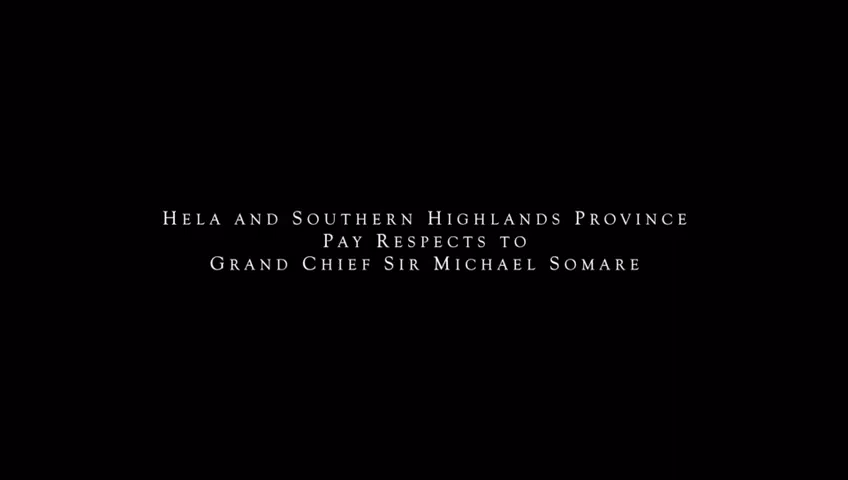 Hela and Southern Highlands Province
Pay Respects to
Grand Chief Sir Michael Somare